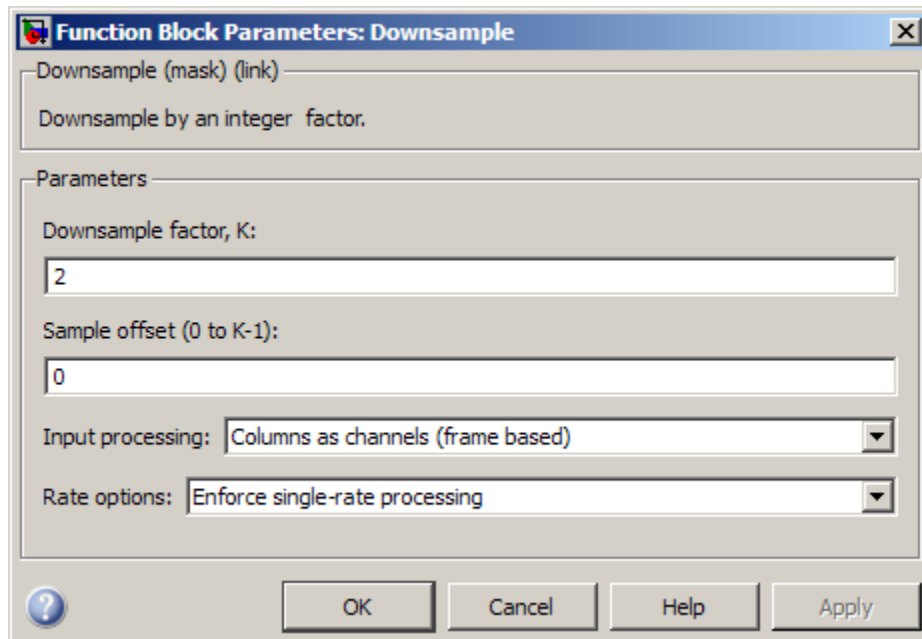 Function Block Parameters: Downsample
Downsample (mask) (link)
Downsample by an integer factor.
Parameters
Downsample factor, K:
2
Sample offset (0 to K-1):
0
Input processing: Columns as channels (frame based)
Rate options: Enforce single-rate processing
OK Cancel Help Apply